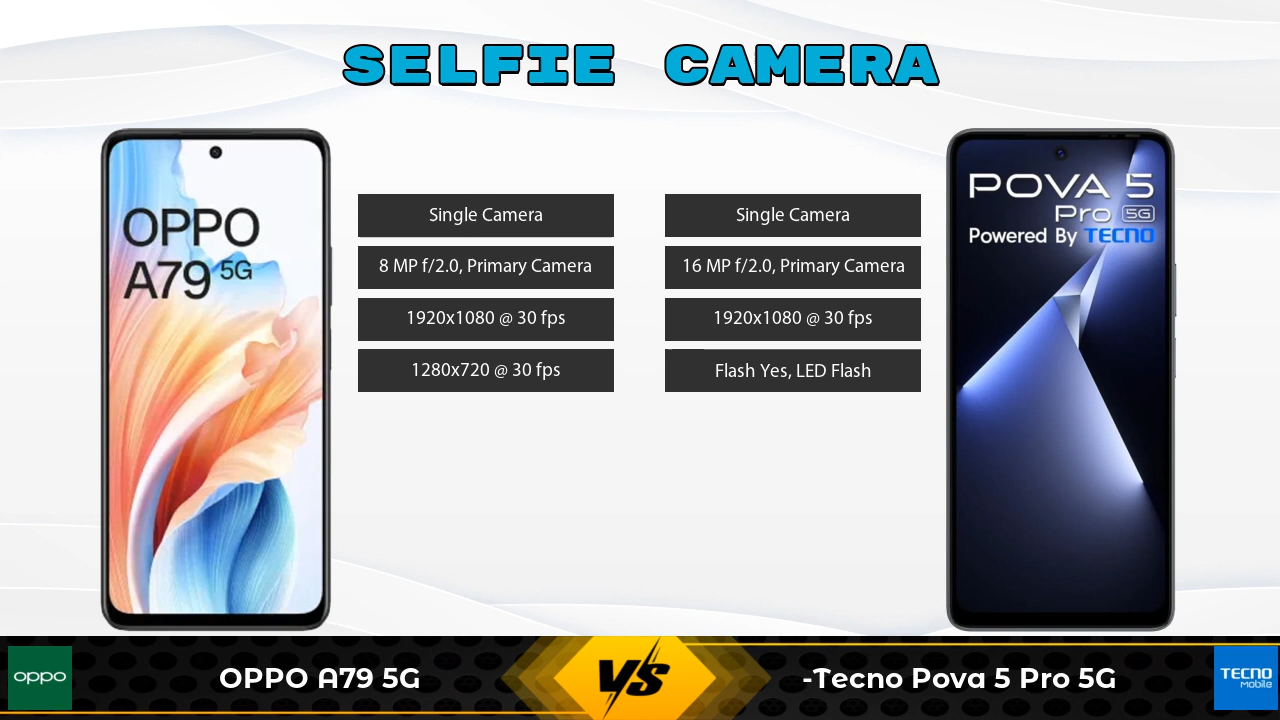 SELFIE CAMERA
OPPO
A79 5G
Single Camera
8 MP f/2.0, Primary Camera
1920x1080 @ 30 fps
1280x720 @ 30 fps
Single Camera
16 MP f/2.0, Primary Camera
1920x1080 @ 30 fps
Flash Yes, LED Flash
POVA 5
Pro 5G
Powered By TECNO
oppo
OPPO A79 5G
VS
-Tecno Pova 5 Pro 5G
TECNO
mobile